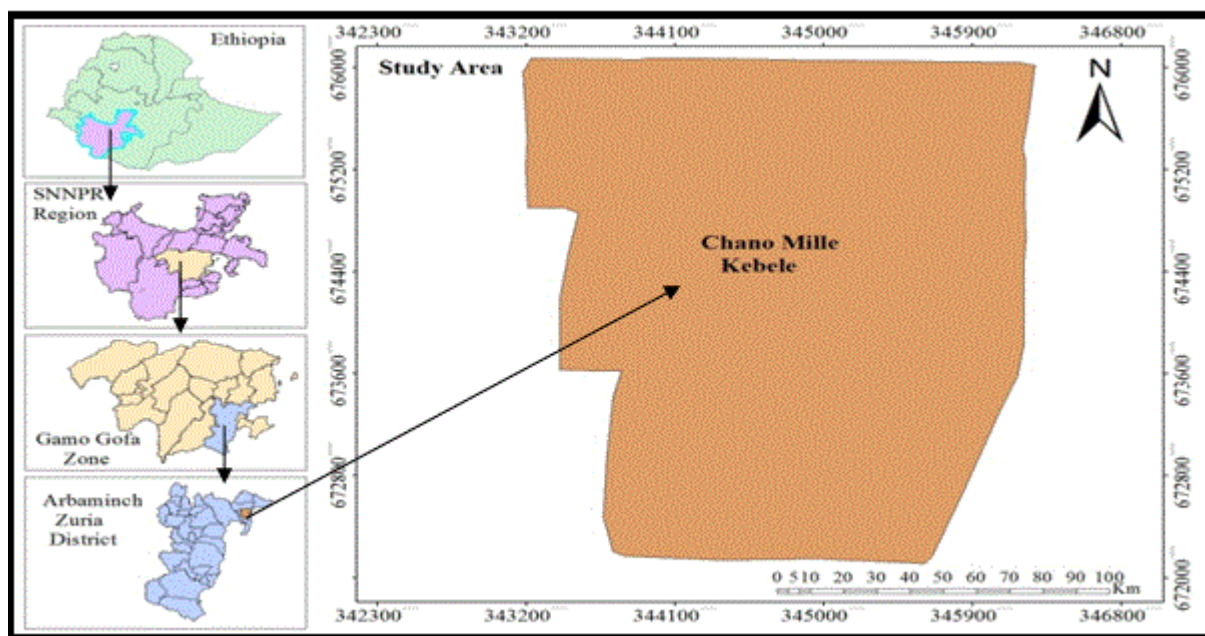 Ethiopia
SNNPR
Region
Gamo Gofa
Zone
Arbaminch
Zuria
District
342300 343200 344100 345000 345900 346800
Study Area
N
676000
675200
674400
673600
672800
672000
Chano Mille
Kebele
676000
675200
674400
673600
672800
672000
0 5 10 20 30 40 50 60 70 80 90 100
Km
342300 343200 344100 345000 345900 346800